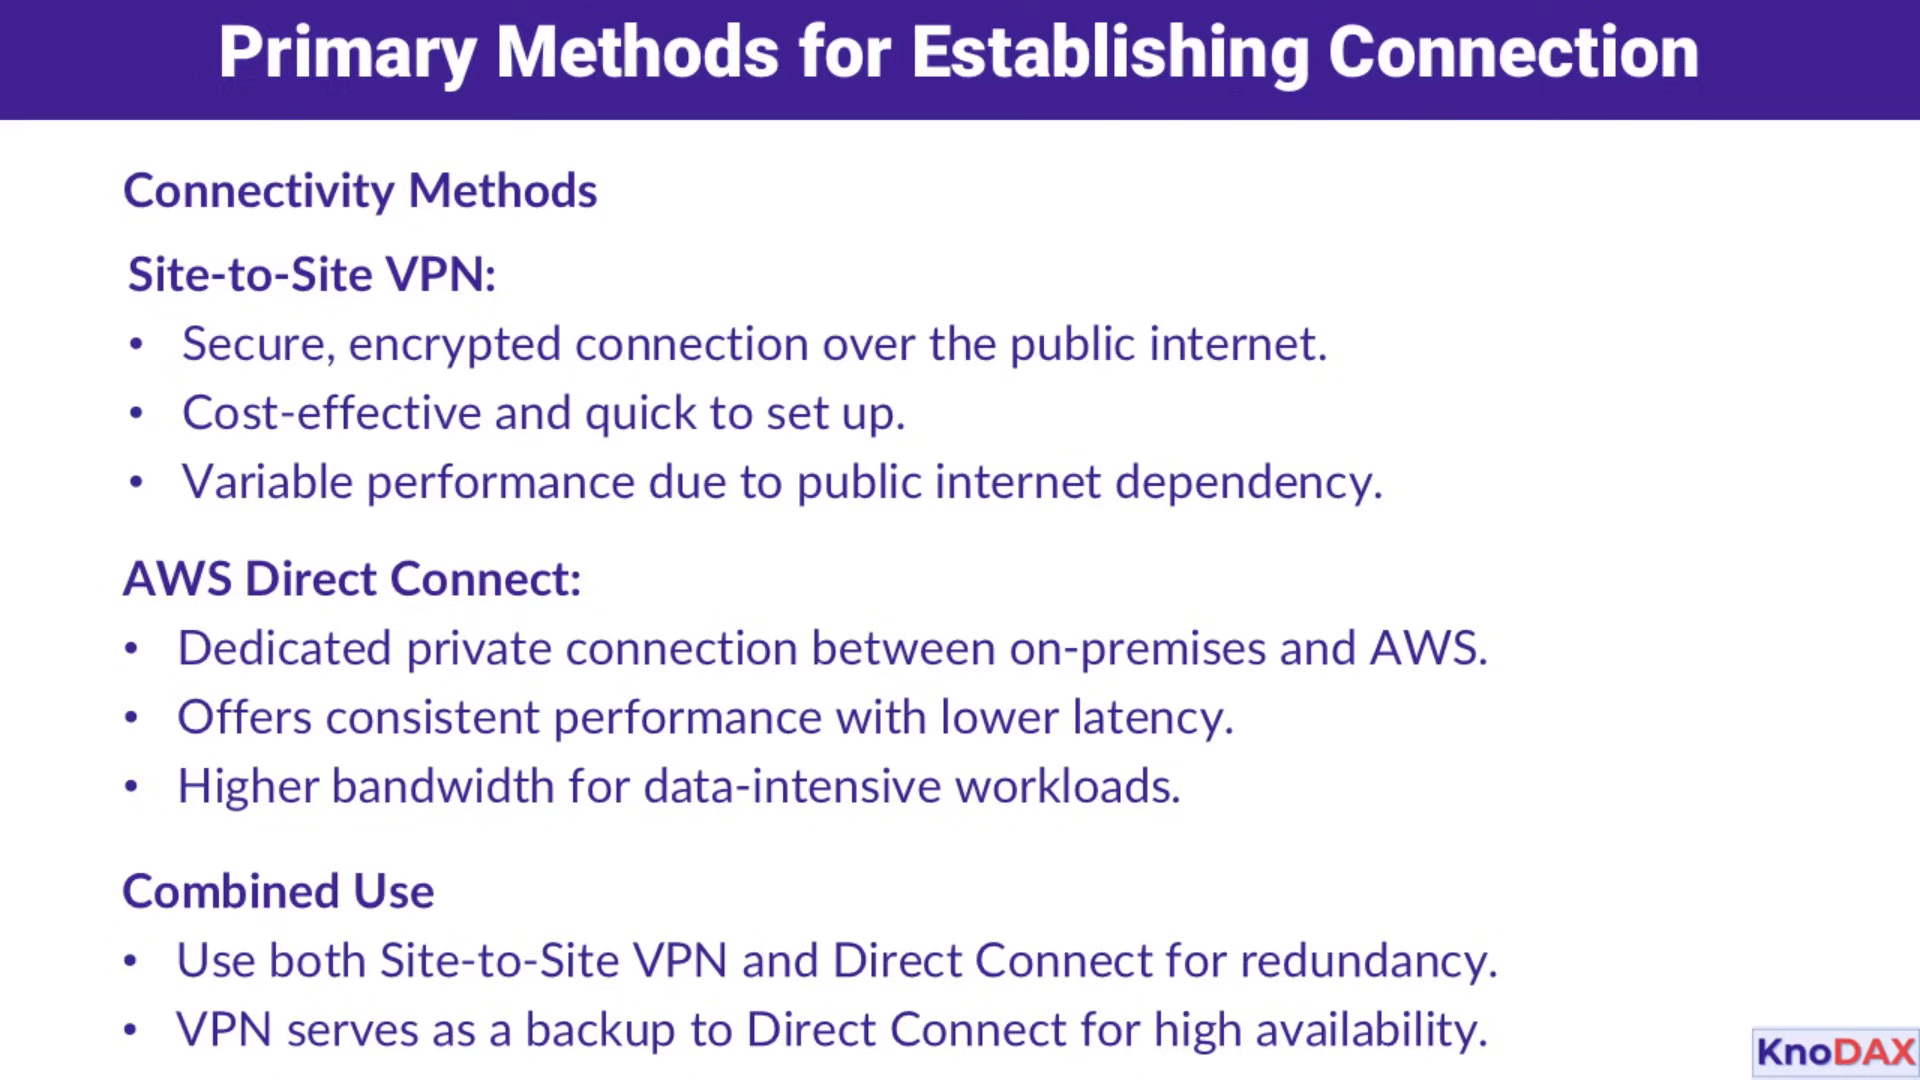 Primary Methods for Establishing Connection
Connectivity Methods
Site-to-Site VPN:
• Secure, encrypted connection over the public internet.
• Cost-effective and quick to set up.
• Variable performance due to public internet dependency.
AWS Direct Connect:
• Dedicated private connection between on-premises and AWS.
• Offers consistent performance with lower latency.
• Higher bandwidth for data-intensive workloads.
Combined Use
• Use both Site-to-Site VPN and Direct Connect for redundancy.
• VPN serves as a backup to Direct Connect for high availability.
KnoDAX